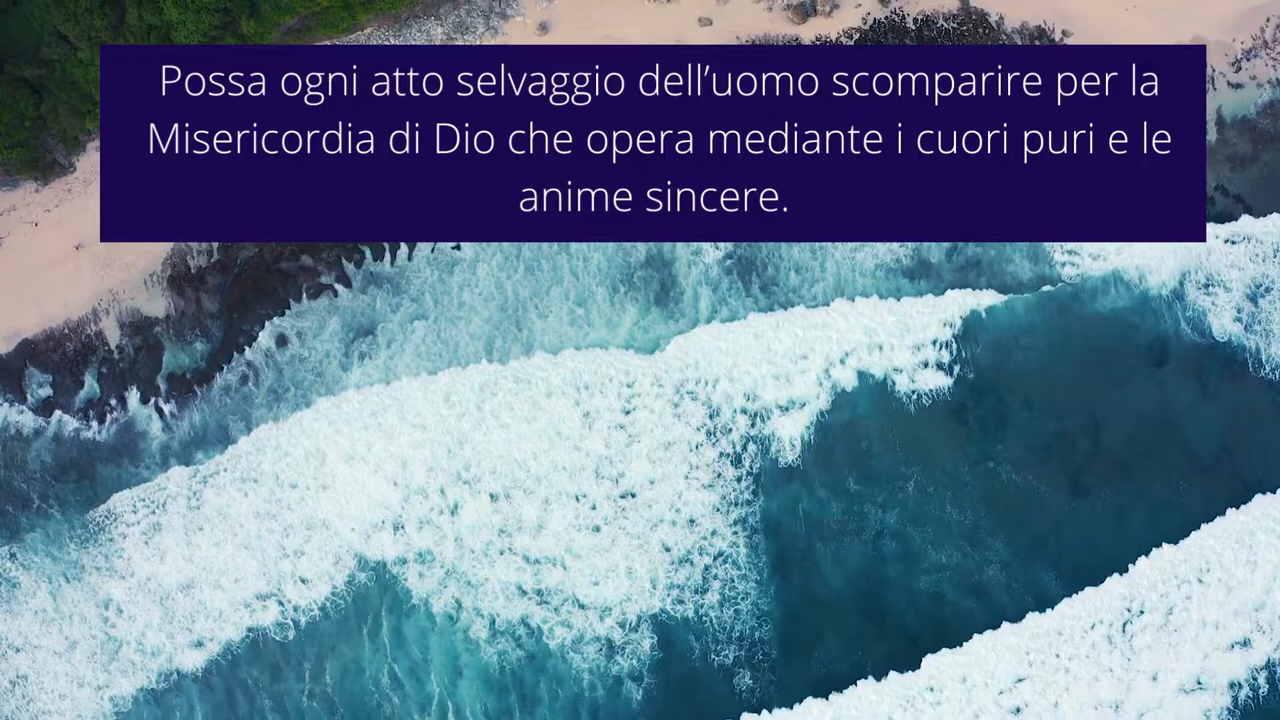 Possa ogni atto selvaggio dell’uomo scomparire per la
Misericordia di Dio che opera mediante i cuori puri e le
anime sincere.